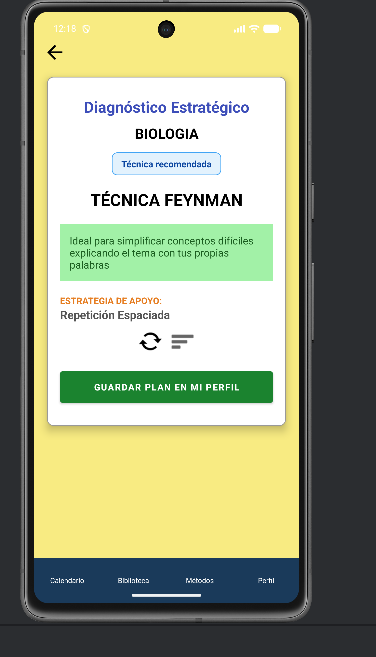 12:18
Diagnóstico Estratégico
BIOLOGIA
Técnica recomendada
TÉCNICA FEYNMAN
Ideal para simplificar conceptos difíciles
explicando el tema con tus propias
palabras
ESTRATEGIA DE APOYO:
Repetición Espaciada
GUARDAR PLAN EN MI PERFIL
Calendario Biblioteca Métodos Perfil